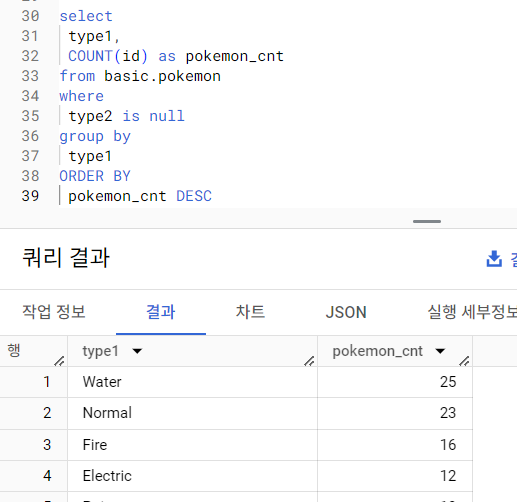 30 select
31 type1,
32 COUNT(id) as pokemon_cnt
33 from basic.pokemon
34 where
35 type2 is null
36 group by
37 type1
38 ORDER BY
39 pokemon_cnt DESC
쿼리 결과
작업 정보 결과 차트 JSON 실행 세부정보
행 type1 pokemon_cnt
1 Water 25
2 Normal 23
3 Fire 16
4 Electric 12